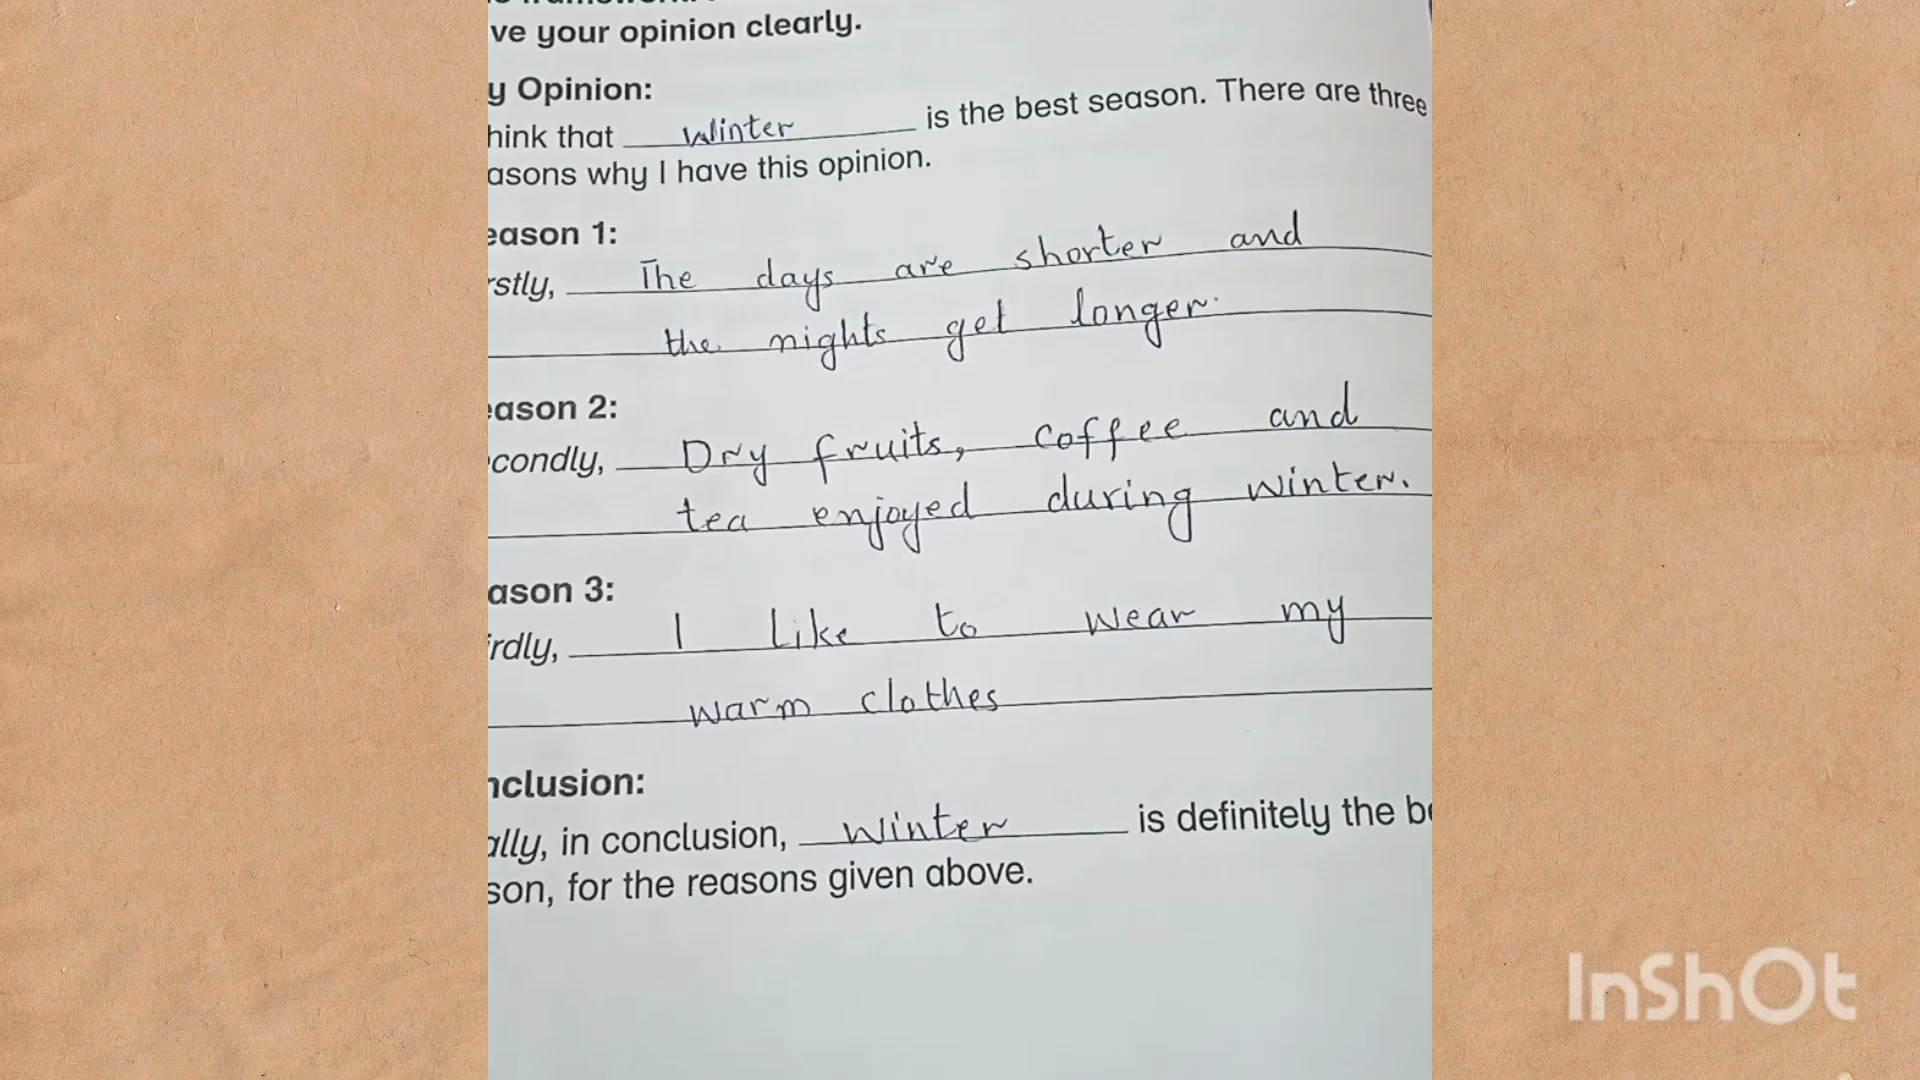 ve your opinion clearly.
y Opinion:
hink that Winter is the best season. There are three
asons why I have this opinion.
eason 1:
rstly, The days are shorter and
the nights get longer.
eason 2:
condly, Dry fruits, coffee and
tea enjoyed during winter.
ason 3:
irdly, I like to wear my
warm clothes
nclusion:
ally, in conclusion, Winter is definitely the be
son, for the reasons given above.
InShOt